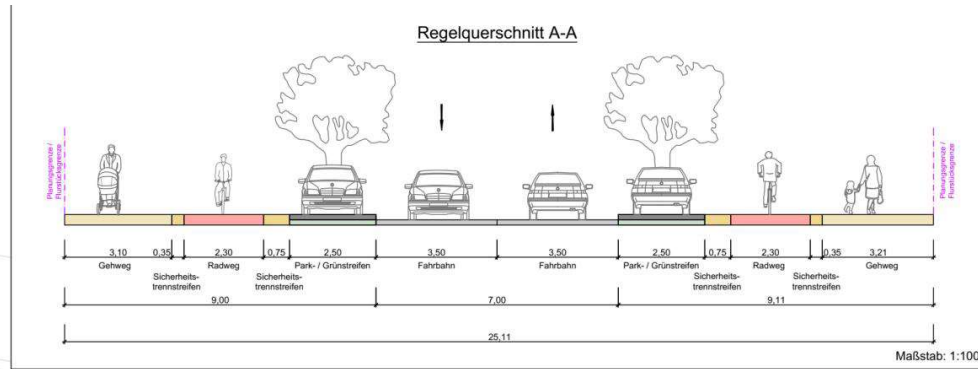 Regelquerschnitt A-A
Planungsgrenze /
Flurstücksgrenze
Planungsgrenze /
Flurstücksgrenze
3,10 0,35 2,30 0,75 2,50 3,50 3,50 2,50 0,75 2,30 0,35 3,21
Gehweg Radweg Park- / Grünstreifen Fahrbahn Fahrbahn Park- / Grünstreifen Radweg Gehweg
Sicherheits- Sicherheits- Sicherheits- Sicherheits-
trennstreifen trennstreifen trennstreifen trennstreifen
9,00 7,00 9,11
25,11
Maßstab: 1:100